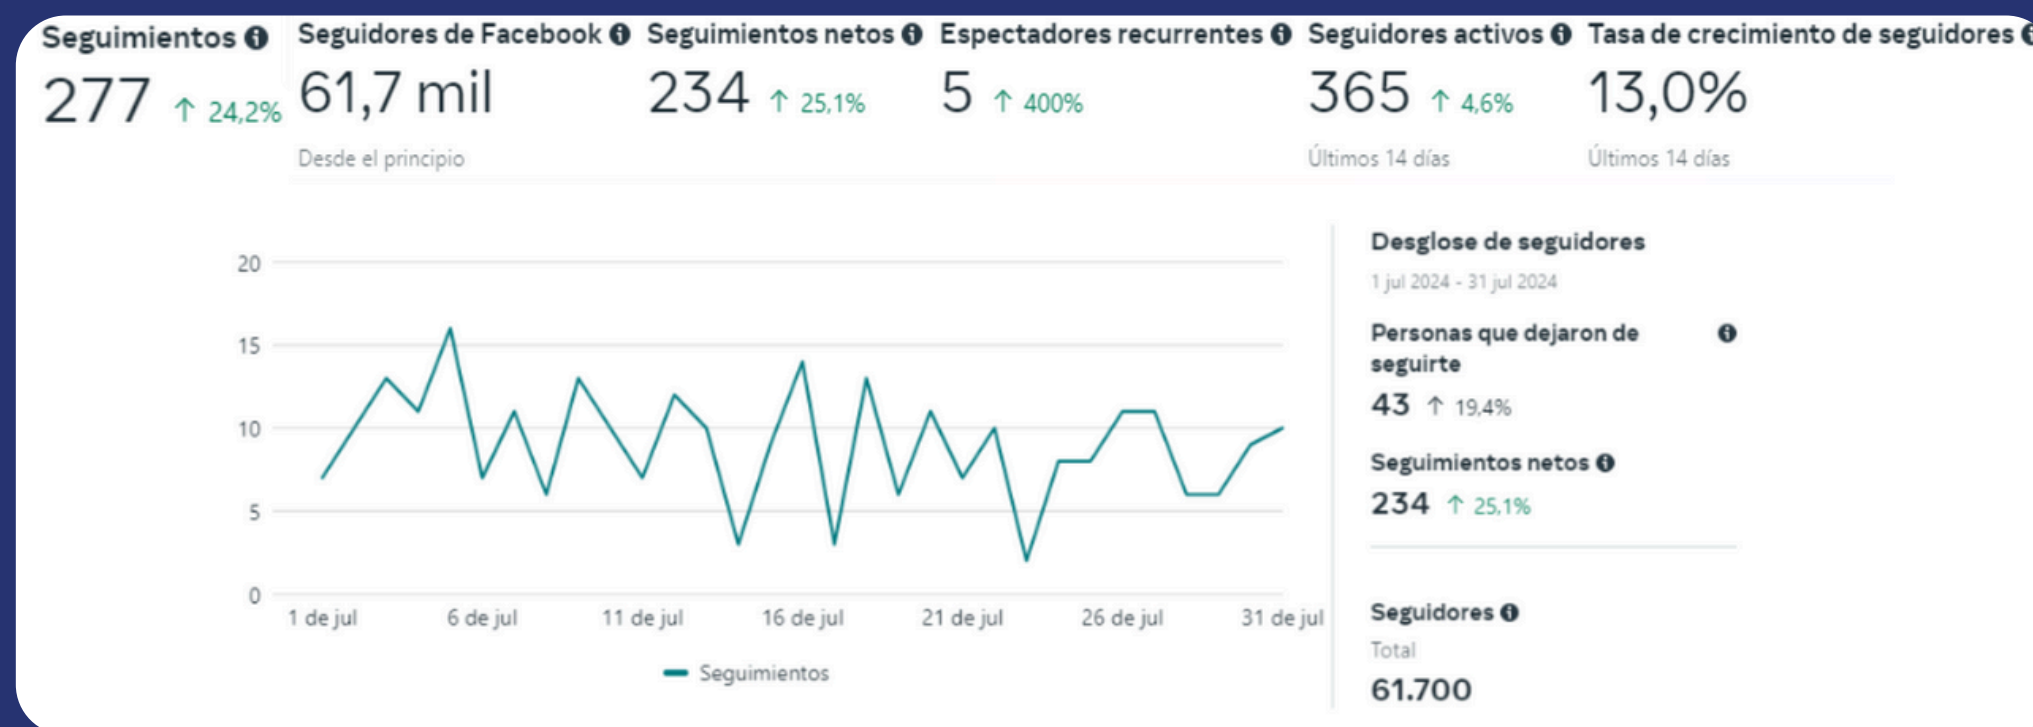 Seguimientos
277 ↑ 24,2%
Seguidores de Facebook
61,7 mil
Desde el principio
Seguimientos netos
234 ↑ 25,1%
Espectadores recurrentes
5 ↑ 400%
Seguidores activos
365 ↑ 4,6%
Últimos 14 días
Tasa de crecimiento de seguidores
13,0%
Últimos 14 días
20
15
10
5
0
1 de jul
6 de jul
11 de jul
16 de jul
21 de jul
26 de jul
31 de jul
Seguimientos
Desglose de seguidores
1 jul 2024 - 31 jul 2024
Personas que dejaron de
seguirte
43 ↑ 19,4%
Seguimientos netos
234 ↑ 25,1%
Seguidores
Total
61.700